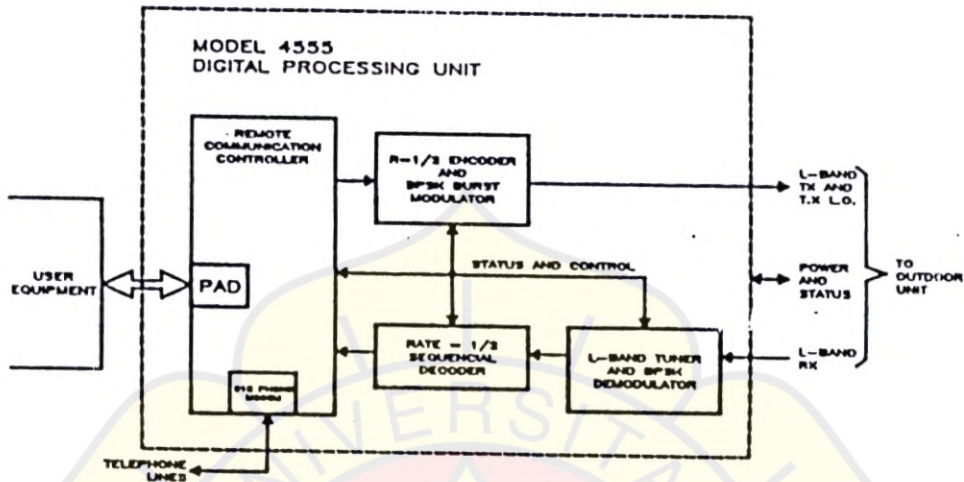 MODEL 4555
DIGITAL PROCESSING UNIT
REMOTE
COMMUNICATION
CONTROLLER
R-1/2 ENCODER
AND
BPSK BURST
MODULATOR
L-BAND
TX AND
T.X L.O.
USER
EQUIPMENT
PAD
STATUS AND CONTROL
POWER
AND
STATUS
TO
OUTDOOR
UNIT
RATE - 1/2
SEQUENCIAL
DECODER
L-BAND TUNER
AND BPSK
DEMODULATOR
L-BAND
RX
PHONE
MODEM
TELEPHONE
LINES
UNIVERSITA